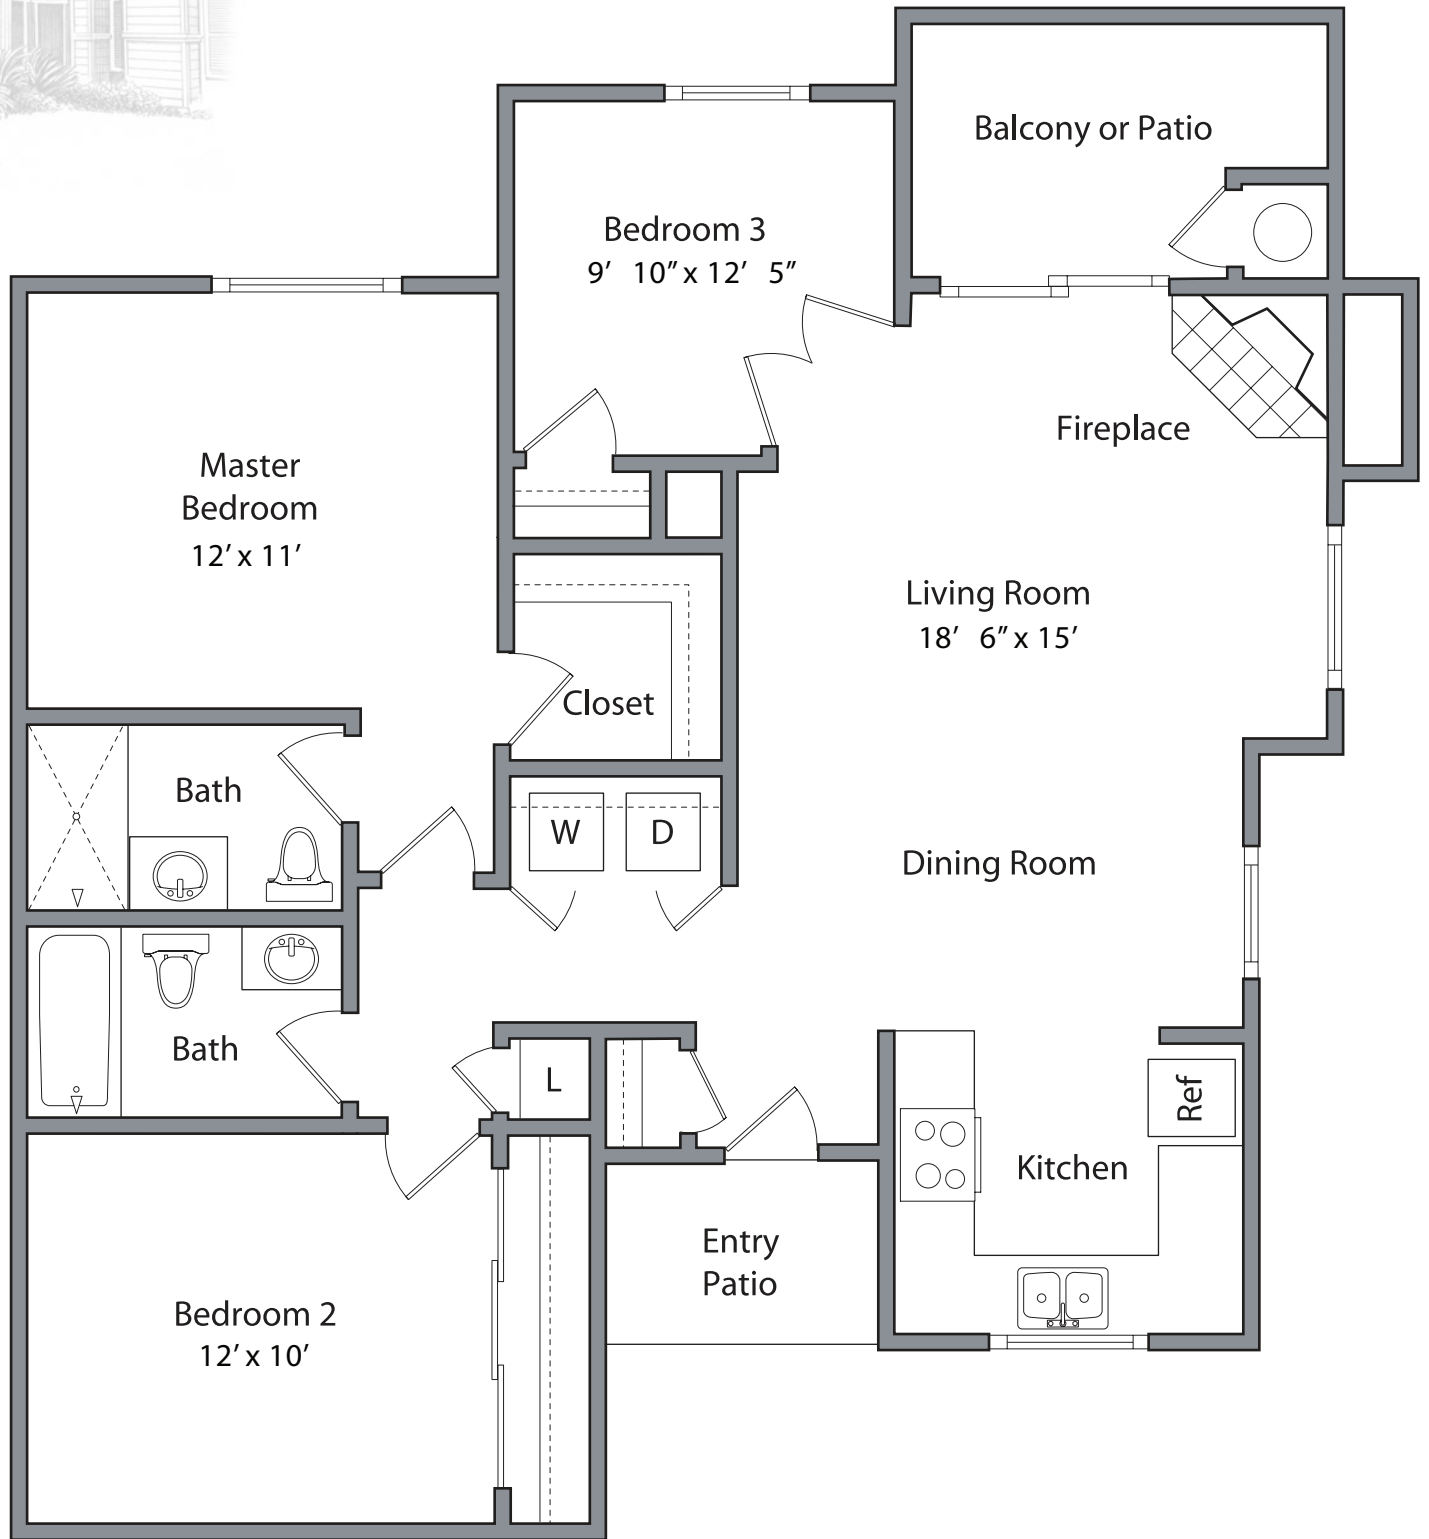 Balcony or Patio
Bedroom 3
9’ 10” x 12’ 5”
Fireplace
Master
Bedroom
12’ x 11’
Living Room
18’ 6” x 15’
Closet
Bath
W
D
Dining Room
Bath
L
Ref
Kitchen
Entry
Patio
Bedroom 2
12’ x 10’